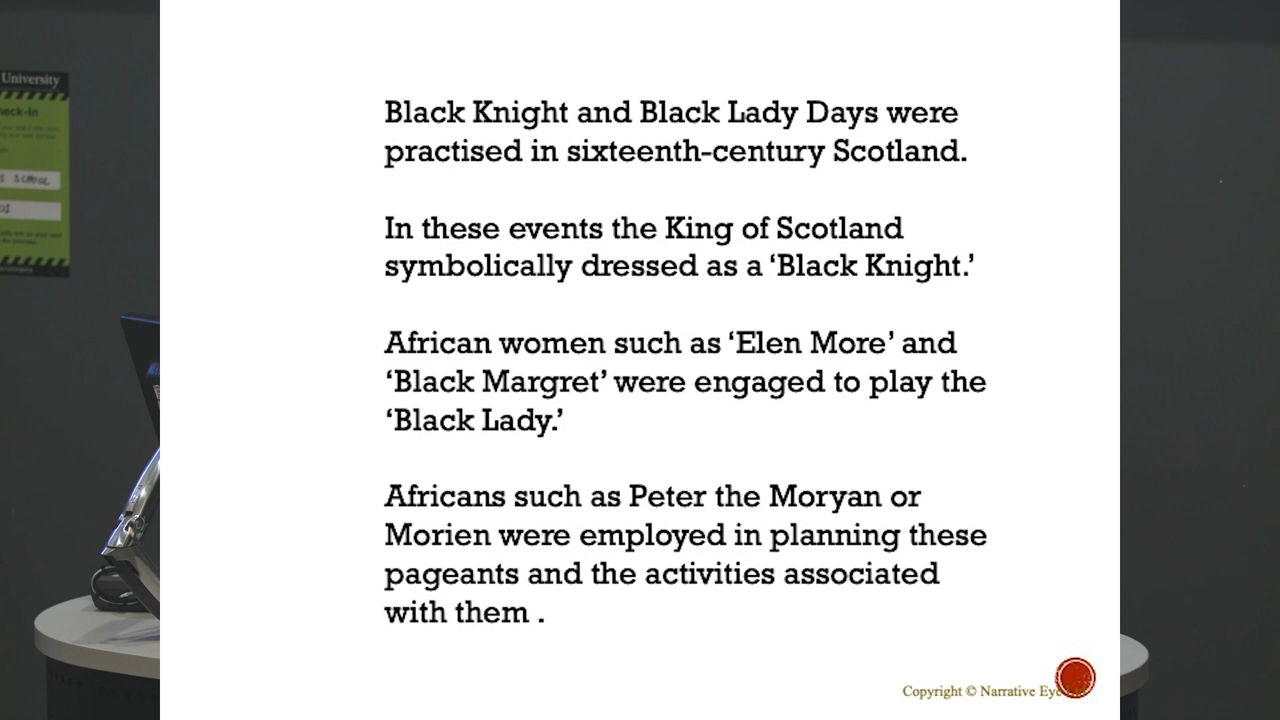 University
Black Knight and Black Lady Days were
practised in sixteenth-century Scotland.
In these events the King of Scotland
symbolically dressed as a ‘Black Knight.’
African women such as ‘Elen More’ and
‘Black Margret’ were engaged to play the
‘Black Lady.’
Africans such as Peter the Moryan or
Morien were employed in planning these
pageants and the activities associated
with them .
Copyright © Narrative Eye